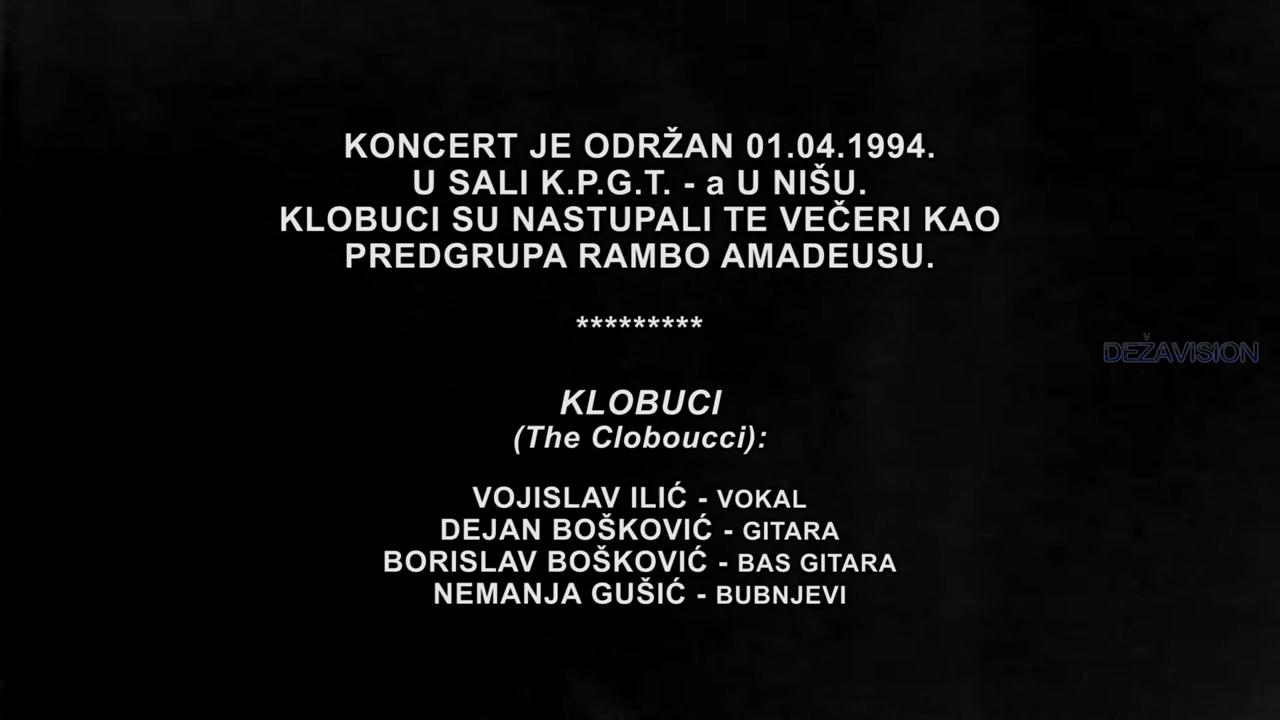 KONCERT JE ODRŽAN 01.04.1994.
U SALI K.P.G.T. - a U NIŠU.
KLOBUCI SU NASTUPALI TE VEČERI KAO
PREDGRUPA RAMBO AMADEUSU.
*********
DEŽAVISION
KLOBUCI
(The Cloboucci):
VOJISLAV ILIĆ - VOKAL
DEJAN BOŠKOVIĆ - GITARA
BORISLAV BOŠKOVIĆ - BAS GITARA
NEMANJA GUŠIĆ - BUBNJEVI